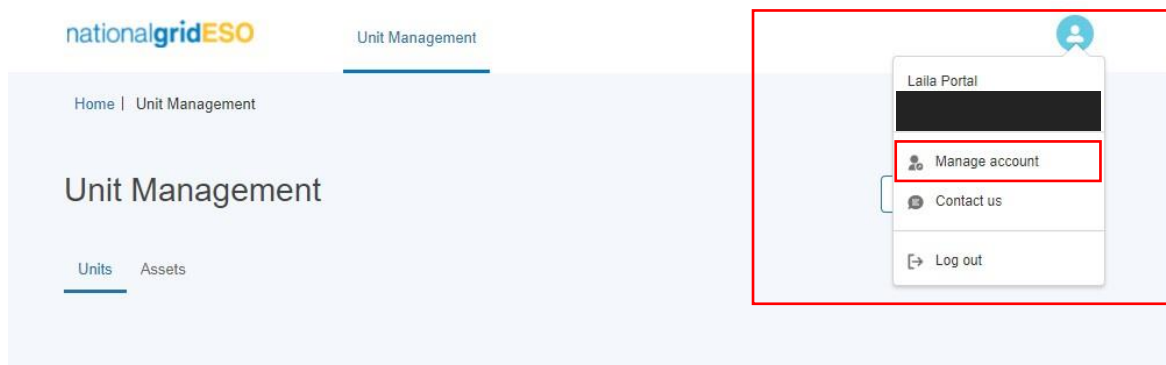 nationalgridESO
Unit Management
Laila Portal
Home | Unit Management
Manage account
Unit Management
Contact us
Units Assets
Log out